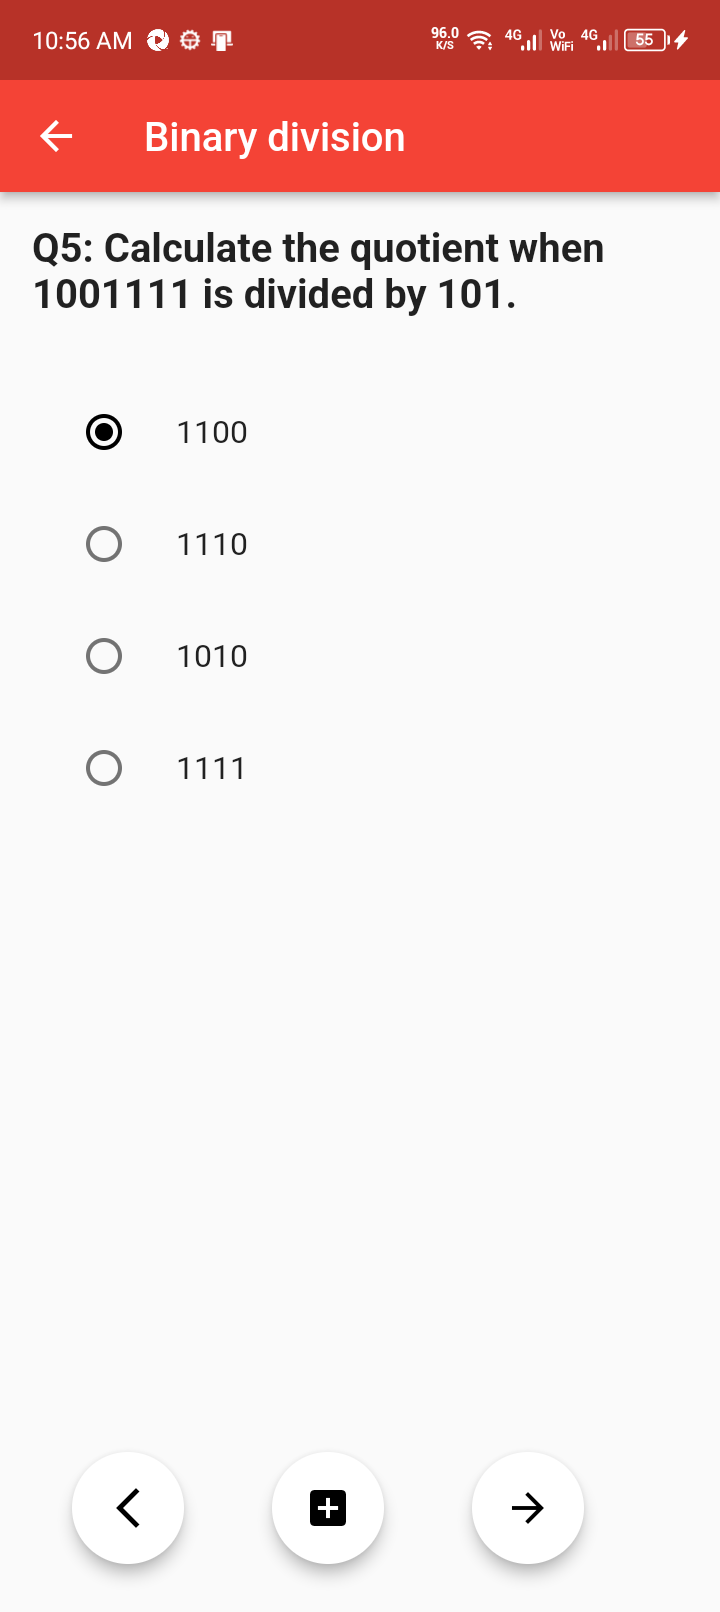 10:56 AM 96.0 K/S 4G Vo WiFi 4G 55
Binary division
Q5: Calculate the quotient when
1001111 is divided by 101.
1100
1110
1010
1111